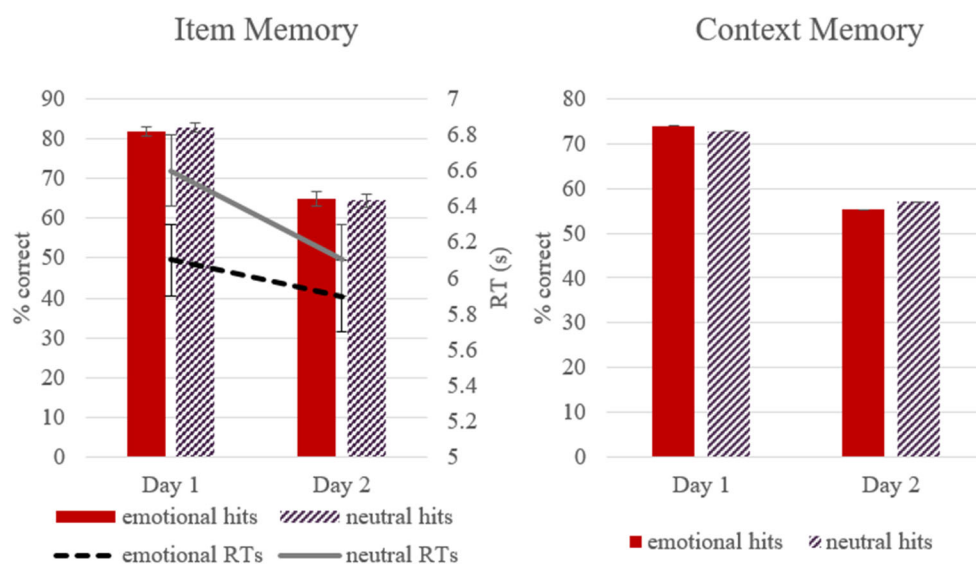 Item Memory
90
80
70
60
50
40
30
20
10
0
% correct
7
6.8
6.6
6.4
6.2
6
5.8
5.6
5.4
5.2
5
RT (s)
Day 1
Day 2
emotional hits
neutral hits
emotional RTs
neutral RTs
Context Memory
80
70
60
50
40
30
20
10
0
% correct
Day 1
Day 2
emotional hits
neutral hits